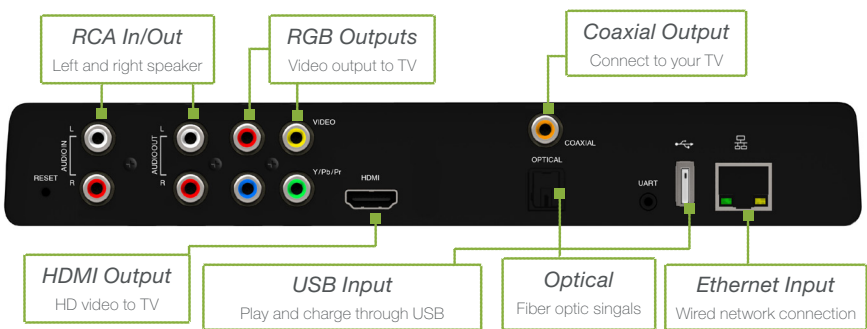 RCA In/Out
Left and right speaker
RGB Outputs
Video output to TV
Coaxial Output
Connect to your TV
RESET
AUDIO IN
L
R
AUDIO OUT
L
R
VIDEO
Y/Pb/Pr
HDMI
COAXIAL
OPTICAL
UART
HDMI Output
HD video to TV
USB Input
Play and charge through USB
Optical
Fiber optic singals
Ethernet Input
Wired network connection